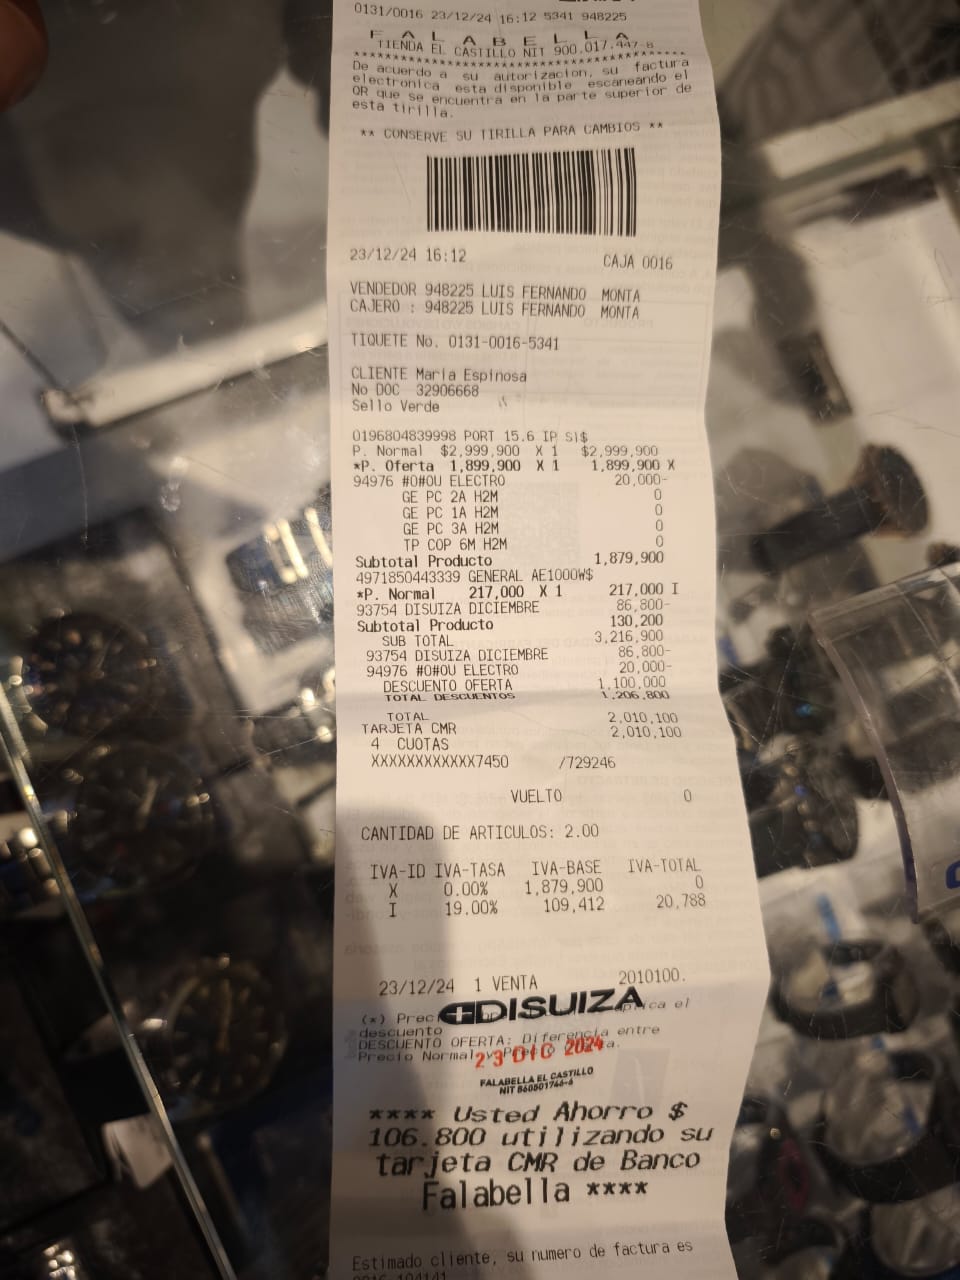 0131/0016 23/12/24 16:12 5341 948225
F A L A B E L L A
TIENDA EL CASTILLO NIT 900.017.447-8
****************************************
De acuerdo a su autorizacion, su factura
electronica esta disponible escaneando el
QR que se encuentra en la parte superior de
esta tirilla.
** CONSERVE SU TIRILLA PARA CAMBIOS **
23/12/24 16:12 CAJA 0016
VENDEDOR 948225 LUIS FERNANDO MONTA
CAJERO : 948225 LUIS FERNANDO MONTA
TIQUETE No. 0131-0016-5341
CLIENTE Maria Espinosa
No DOC 32906668
Sello Verde
0196804839998 PORT 15.6 IP SI$
P. Normal $2,999,900 X 1 $2,999,900
*P. Oferta 1,899,900 X 1 1,899,900 X
94976 #O#OU ELECTRO 20,000-
GE PC 2A H2M 0
GE PC 1A H2M 0
GE PC 3A H2M 0
TP COP 6M H2M 0
Subtotal Producto 1,879,900
4971850443339 GENERAL AE1000W$
*P. Normal 217,000 X 1 217,000 I
93754 DISUIZA DICIEMBRE 86,800-
Subtotal Producto 130,200
SUB TOTAL 3,216,900
93754 DISUIZA DICIEMBRE 86,800-
94976 #O#OU ELECTRO 20,000-
DESCUENTO OFERTA 1,100,000
TOTAL DESCUENTOS 1,206,800
TOTAL 2,010,100
TARJETA CMR 2,010,100
4 CUOTAS
XXXXXXXXXXXX7450 /729246
VUELTO 0
CANTIDAD DE ARTICULOS: 2.00
IVA-ID IVA-TASA IVA-BASE IVA-TOTAL
X 0.00% 1,879,900 0
I 19.00% 109,412 20,788
23/12/24 1 VENTA 2010100.
DISUIZA
(*) Prec aplica el
descuento
DESCUENTO OFERTA: Diferencia entre
Precio Normal y
23 DIC 2024
FALABELLA EL CASTILLO
NIT 860501746-6
**** Usted Ahorro $
106.800 utilizando su
tarjeta CMR de Banco
Falabella ****
Estimado cliente, su numero de factura es